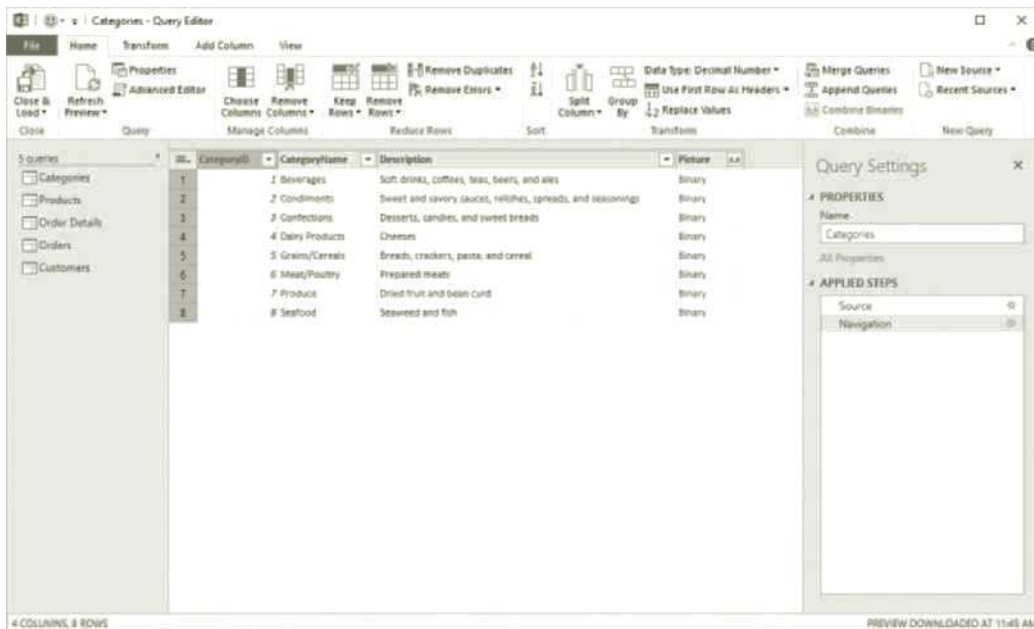 Categories - Query Editor
File Home Transform Add Column View
Close & Load
Refresh Preview
Properties
Advanced Editor
Choose Columns
Remove Columns
Keep Rows
Remove Rows
Remove Duplicates
Remove Errors
Split Column
Group By
Data Type: Decimal Number
Use First Row As Headers
Replace Values
Merge Queries
Append Queries
Combine Binaries
New Source
Recent Sources
Close Query Manage Columns Reduce Rows Sort Transform Combine New Query
5 queries
Categories
Products
Order Details
Orders
Customers
CategoryID CategoryName Description Picture
1 1 Beverages Soft drinks, coffees, teas, beers, and ales Binary
2 2 Condiments Sweet and savory sauces, relishes, spreads, and seasonings Binary
3 3 Confections Desserts, candies, and sweet breads Binary
4 4 Dairy Products Cheeses Binary
5 5 Grains/Cereals Breads, crackers, pasta, and cereal Binary
6 6 Meat/Poultry Prepared meats Binary
7 7 Produce Dried fruit and bean curd Binary
8 8 Seafood Seaweed and fish Binary
Query Settings
PROPERTIES
Name
Categories
All Properties
APPLIED STEPS
Source
Navigation
4 COLUMNS, 8 ROWS
PREVIEW DOWNLOADED AT 11:45 AM